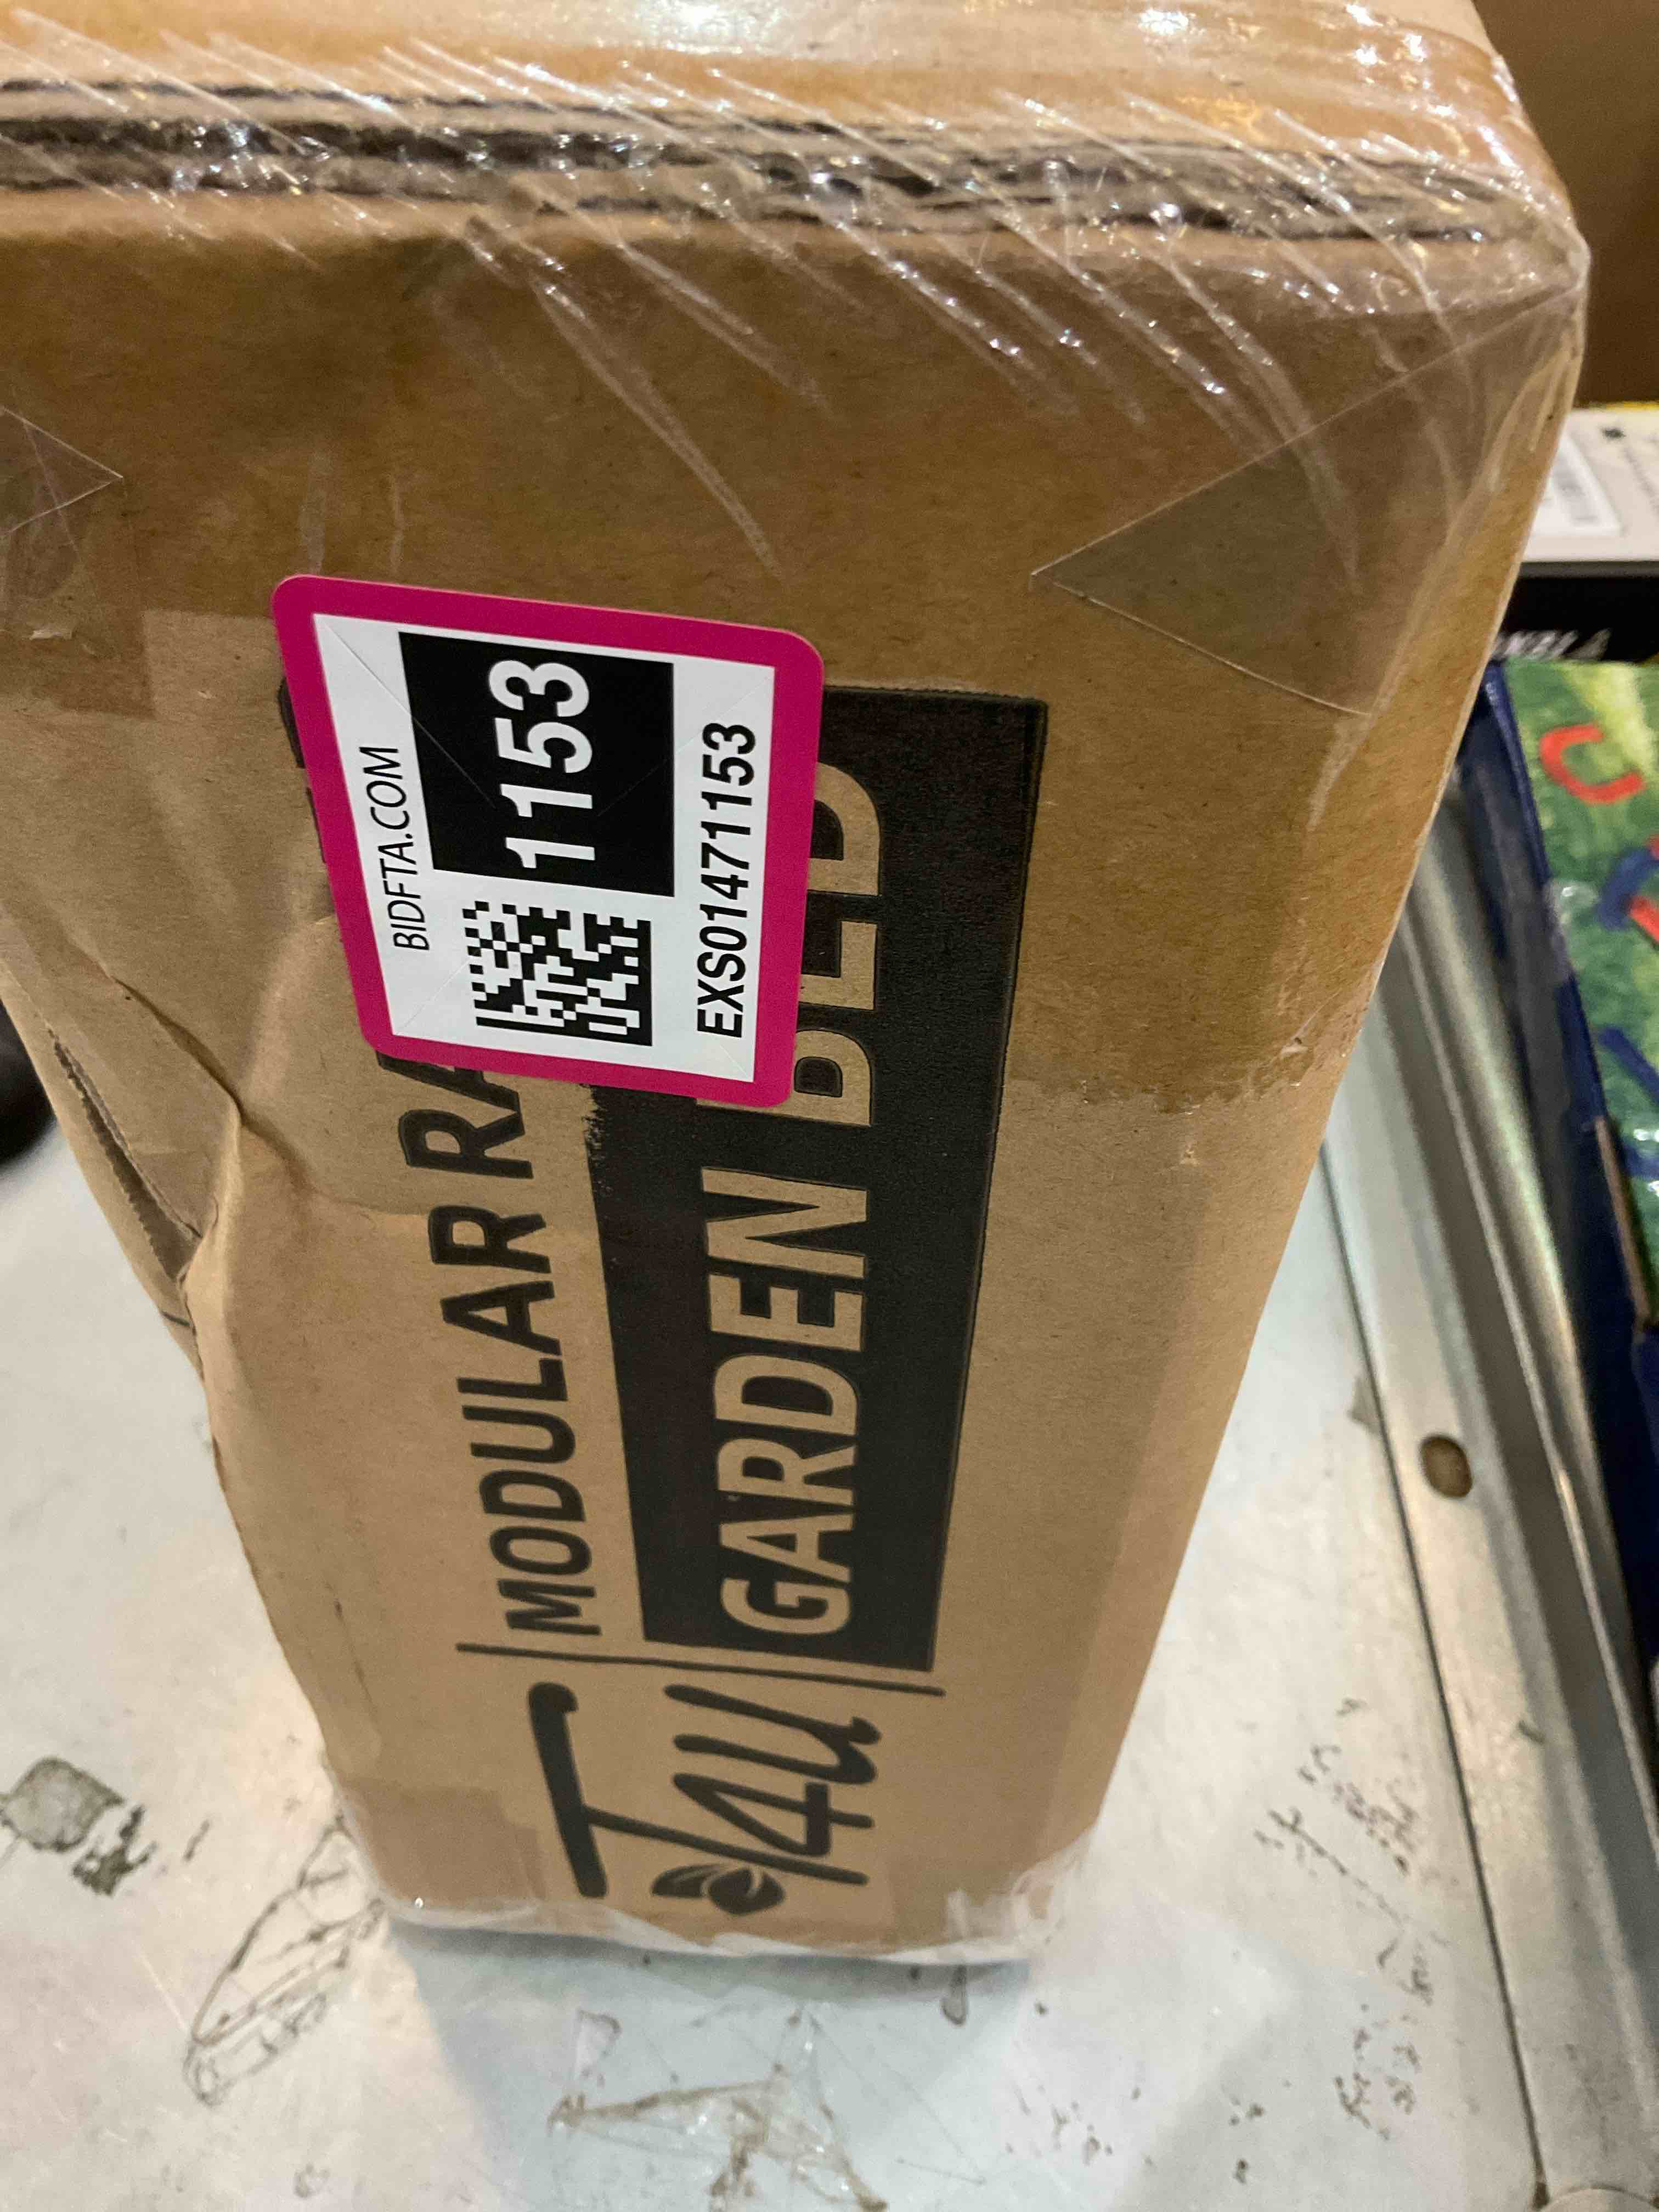 BIDFTA.COM
1153
EXS01471153
T4U
MODULAR RA
GARDEN BED